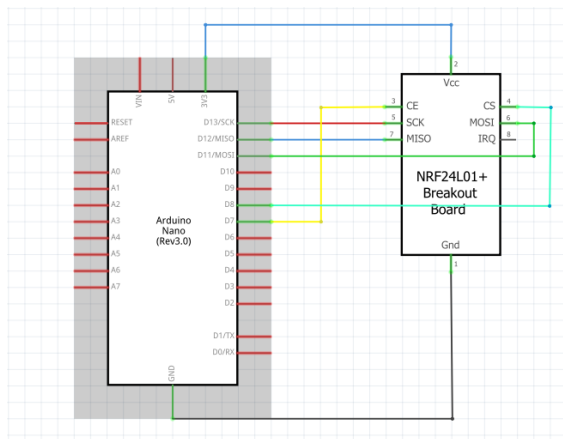 VIN
5V
3V3
RESET
AREF
A0
A1
A2
A3
A4
A5
A6
A7
Arduino
Nano
(Rev3.0)
D13/SCK
D12/MISO
D11/MOSI
D10
D9
D8
D7
D6
D5
D4
D3
D2
D1/TX
D0/RX
GND
2
Vcc
3
CE
5
SCK
7
MISO
CS
4
MOSI
6
IRQ
8
NRF24L01+
Breakout
Board
Gnd
1